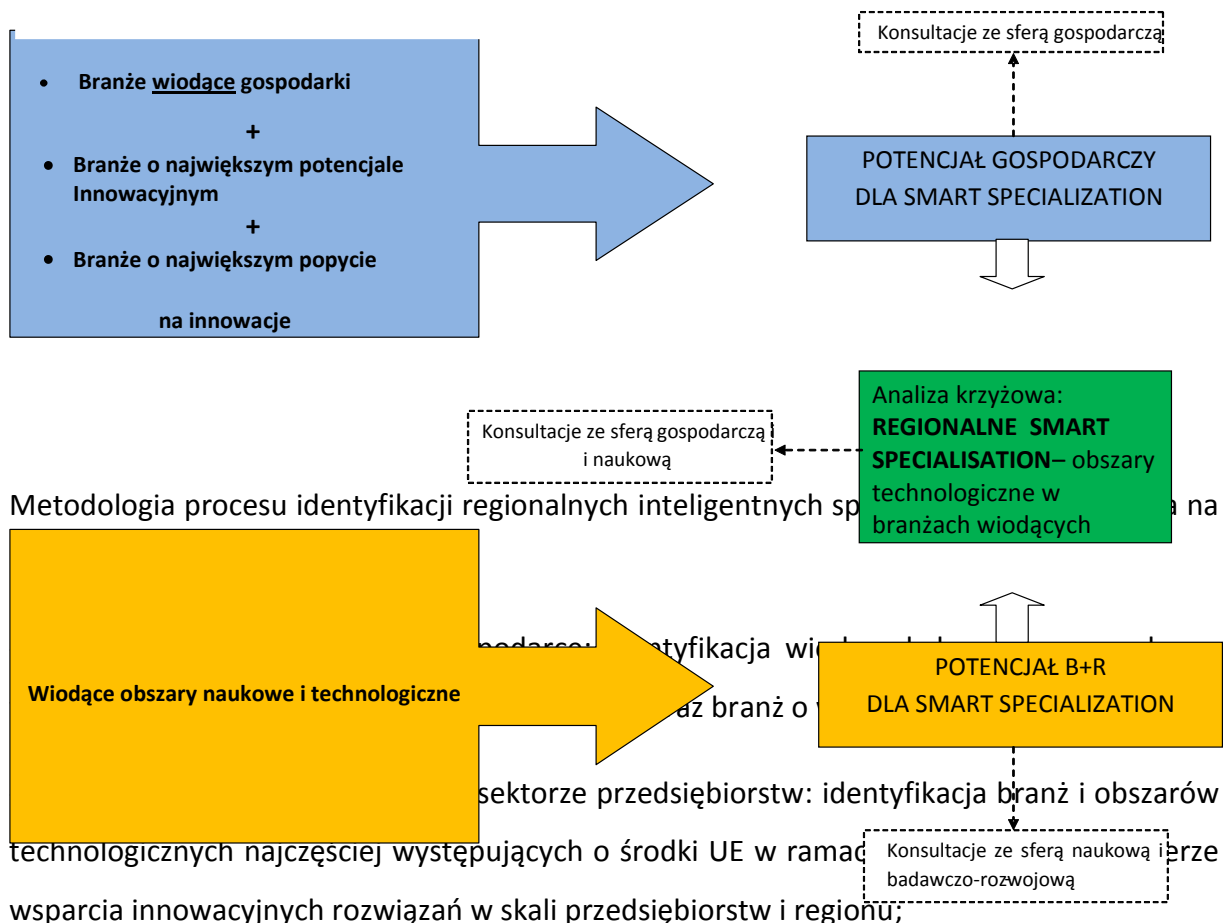 Konsultacje ze sferą gospodarczą
• Branże wiodące gospodarki
+
• Branże o największym potencjale
Innowacyjnym
+
• Branże o największym popycie
na innowacje
POTENCJAŁ GOSPODARCZY
DLA SMART SPECIALIZATION
Analiza krzyżowa:
REGIONALNE SMART
SPECIALISATION– obszary
technologiczne w
branżach wiodących
Konsultacje ze sferą gospodarczą i
i naukową
Metodologia procesu identyfikacji regionalnych inteligentnych na
Wiodące obszary naukowe i technologiczne
POTENCJAŁ B+R
DLA SMART SPECIALIZATION
branż o
sektorze przedsiębiorstw: identyfikacja branż i obszarów
technologicznych najczęściej występujących o środki UE w
Konsultacje ze sferą naukową i
badawczo-rozwojową
wsparcia innowacyjnych rozwiązań w skali przedsiębiorstw i regionu;